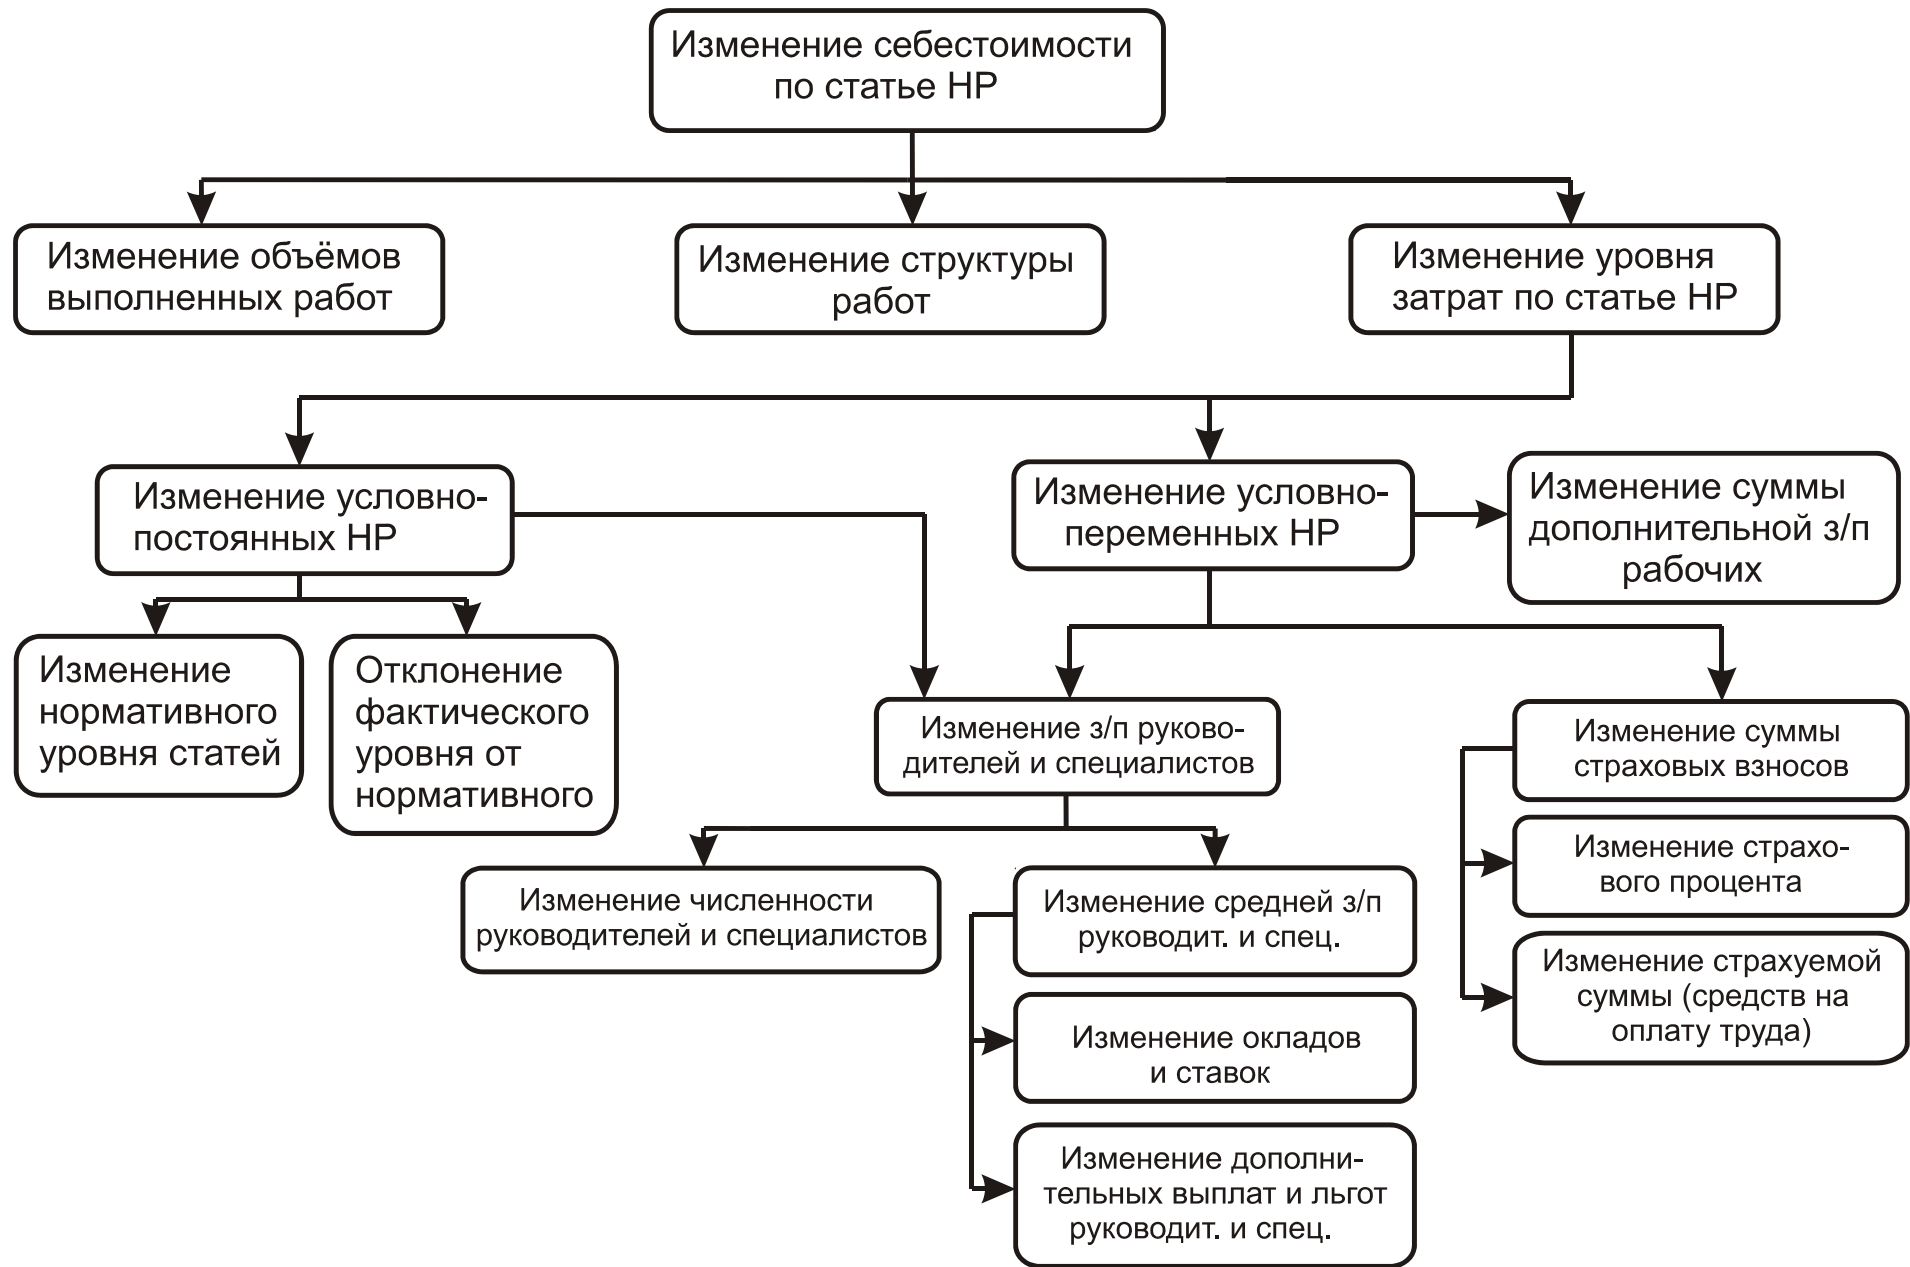 Изменение себестоимости
по статье НР
Изменение объёмов
выполненных работ
Изменение структуры
работ
Изменение уровня
затрат по статье НР
Изменение условно-
постоянных НР
Изменение условно-
переменных НР
Изменение суммы
дополнительной з/п
рабочих
Изменение
нормативного
уровня статей
Отклонение
фактического
уровня от
нормативного
Изменение з/п руково-
дителей и специалистов
Изменение суммы
страховых взносов
Изменение страхо-
вого процента
Изменение численности
руководителей и специалистов
Изменение средней з/п
руководит. и спец.
Изменение страхуемой
суммы (средств на
оплату труда)
Изменение окладов
и ставок
Изменение дополни-
тельных выплат и льгот
руководит. и спец.